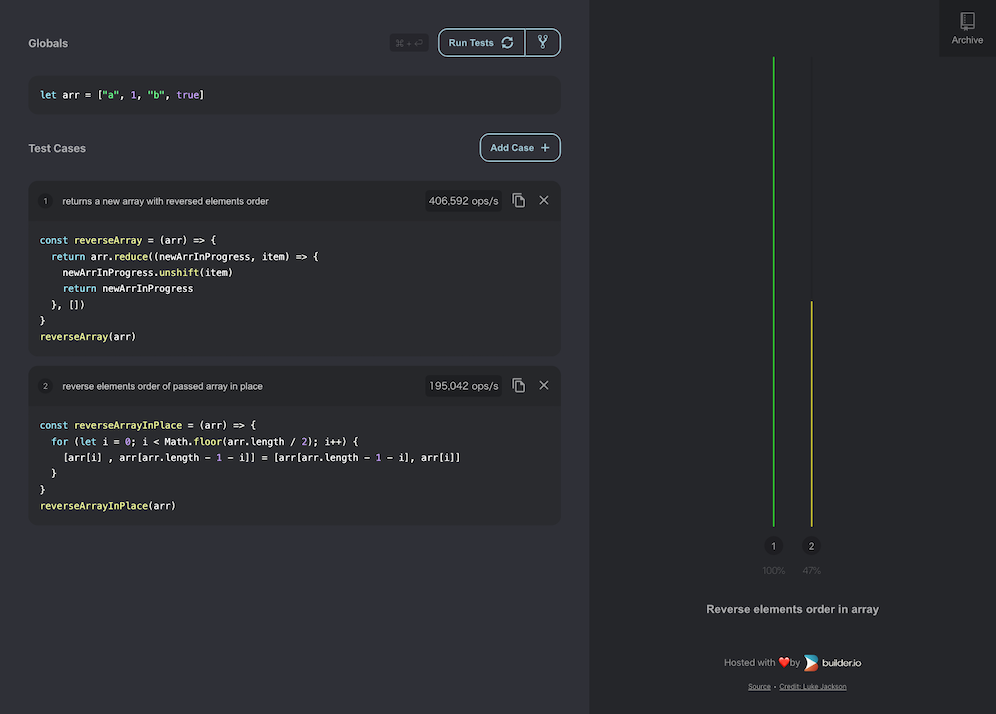 Globals
⌘ + ⏎
Run Tests
Archive
let arr = ["a", 1, "b", true]
Test Cases
Add Case +
1 returns a new array with reversed elements order 406,592 ops/s
const reverseArray = (arr) => {
  return arr.reduce((newArrInProgress, item) => {
    newArrInProgress.unshift(item)
    return newArrInProgress
  }, [])
}
reverseArray(arr)
2 reverse elements order of passed array in place 195,042 ops/s
const reverseArrayInPlace = (arr) => {
  for (let i = 0; i < Math.floor(arr.length / 2); i++) {
    [arr[i] , arr[arr.length - 1 - i]] = [arr[arr.length - 1 - i], arr[i]]
  }
}
reverseArrayInPlace(arr)
1 2
100% 47%
Reverse elements order in array
Hosted with ❤️by builder.io
Source • Credit: Luke Jackson